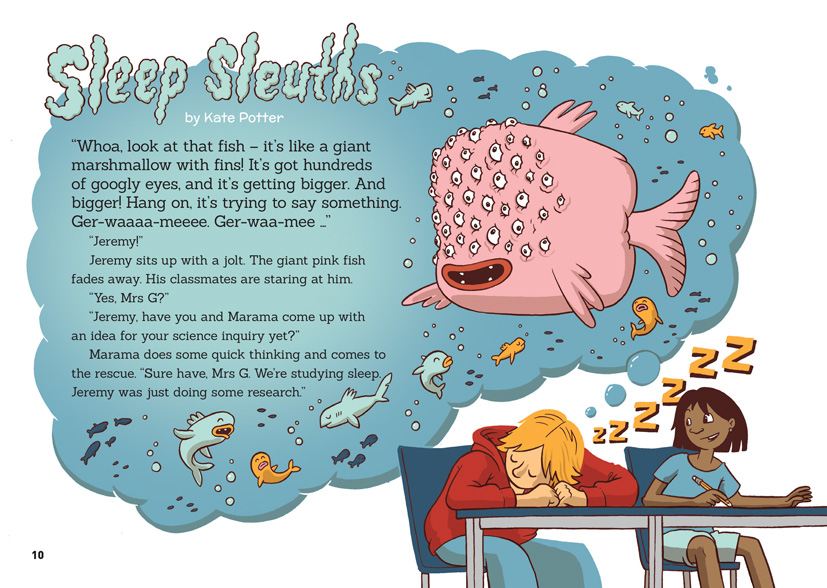 Sleep Sleuths
by Kate Potter
“Whoa, look at that fish – it’s like a giant
marshmallow with fins! It’s got hundreds
of googly eyes, and it’s getting bigger. And
bigger! Hang on, it’s trying to say something.
Ger-waaaa-meeee. Ger-waa-mee …”
“Jeremy!”
Jeremy sits up with a jolt. The giant pink fish
fades away. His classmates are staring at him.
“Yes, Mrs G?”
“Jeremy, have you and Marama come up with
an idea for your science inquiry yet?”
Marama does some quick thinking and comes to
the rescue. “Sure have, Mrs G. We’re studying sleep.
Jeremy was just doing some research.”
zzzzzz
10